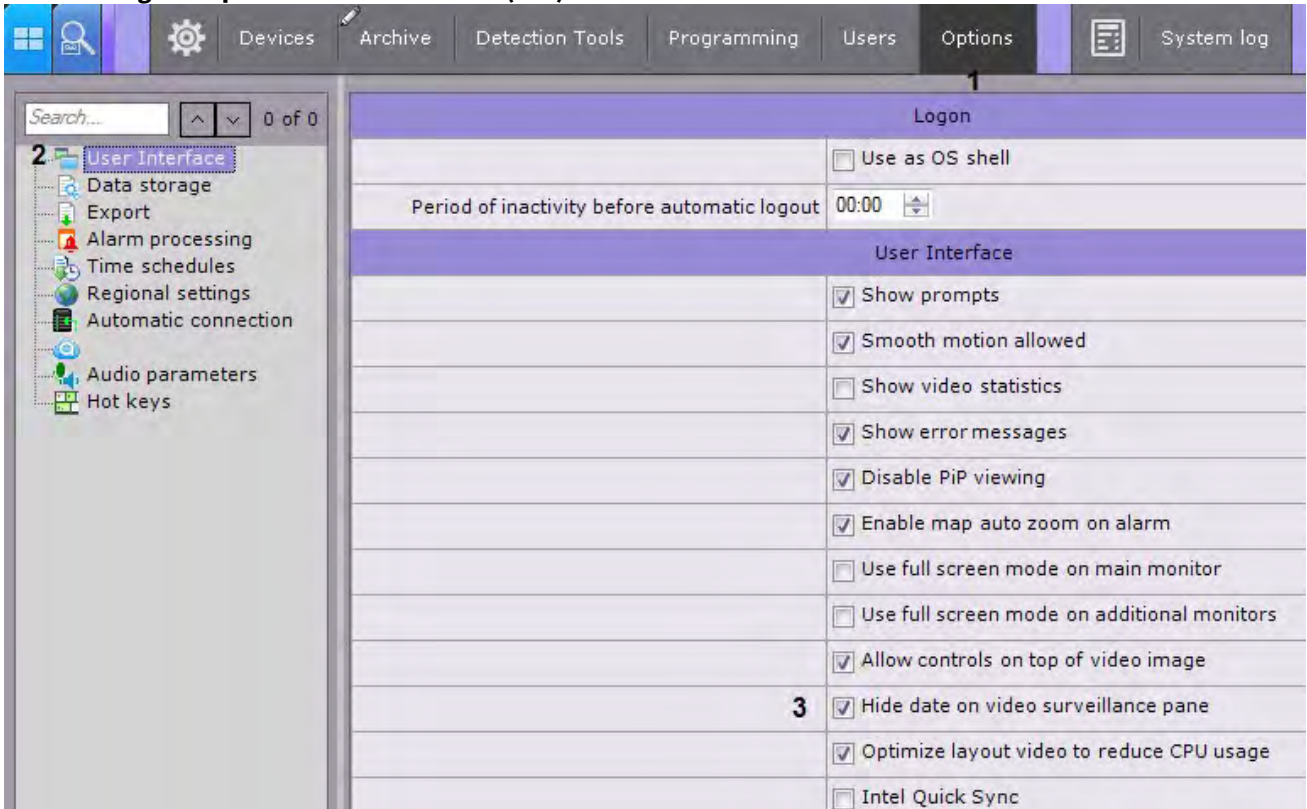 Devices Archive Detection Tools Programming Users Options System log
1
Search.... 0 of 0
2 User Interface
Data storage
Export
Alarm processing
Time schedules
Regional settings
Automatic connection
Audio parameters
Hot keys
Logon
Use as OS shell
Period of inactivity before automatic logout 00:00
User Interface
Show prompts
Smooth motion allowed
Show video statistics
Show error messages
Disable PiP viewing
Enable map auto zoom on alarm
Use full screen mode on main monitor
Use full screen mode on additional monitors
Allow controls on top of video image
3 Hide date on video surveillance pane
Optimize layout video to reduce CPU usage
Intel Quick Sync